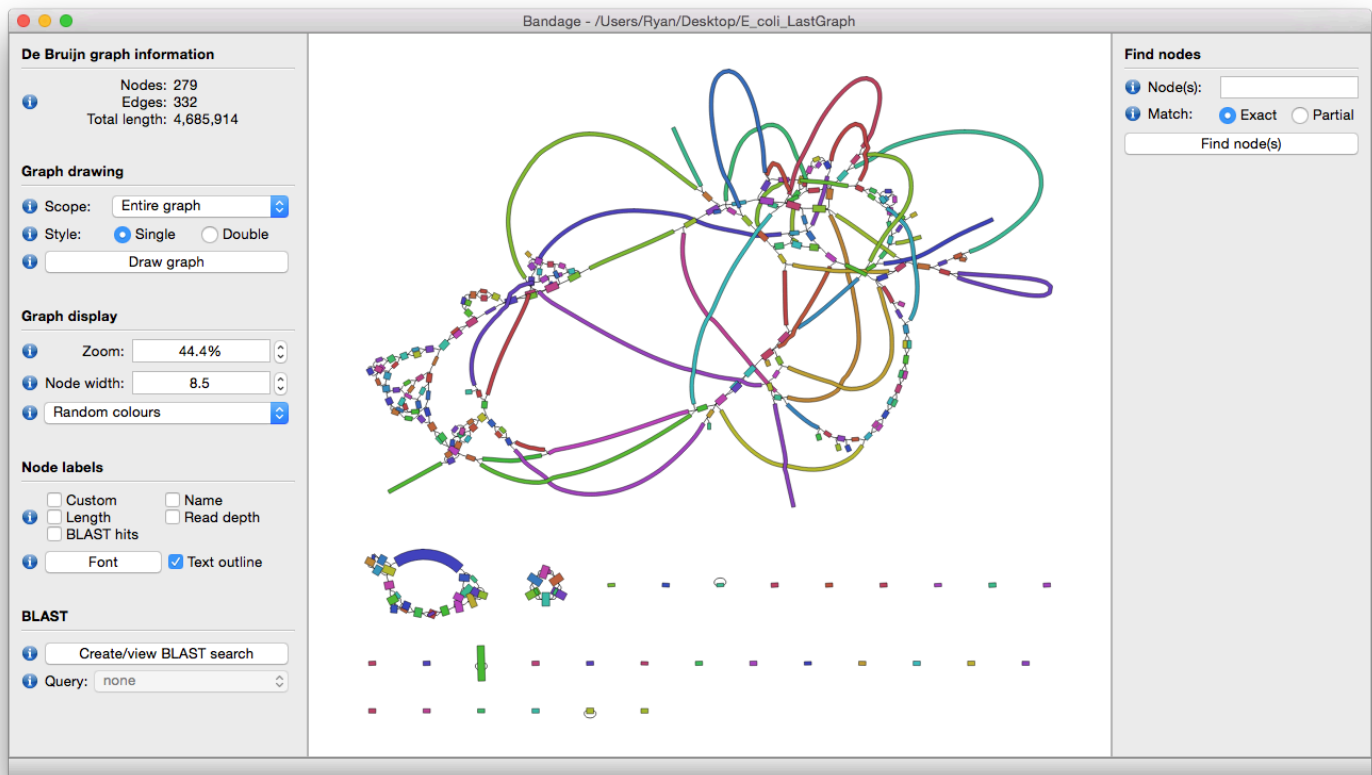 Bandage - /Users/Ryan/Desktop/E_coli_LastGraph
De Bruijn graph information
Nodes: 279
Edges: 332
Total length: 4,685,914
Graph drawing
Scope: Entire graph
Style: Single Double
Draw graph
Graph display
Zoom: 44.4%
Node width: 8.5
Random colours
Node labels
Custom Name
Length Read depth
BLAST hits
Font Text outline
BLAST
Create/view BLAST search
Query: none
Find nodes
Node(s):
Match: Exact Partial
Find node(s)